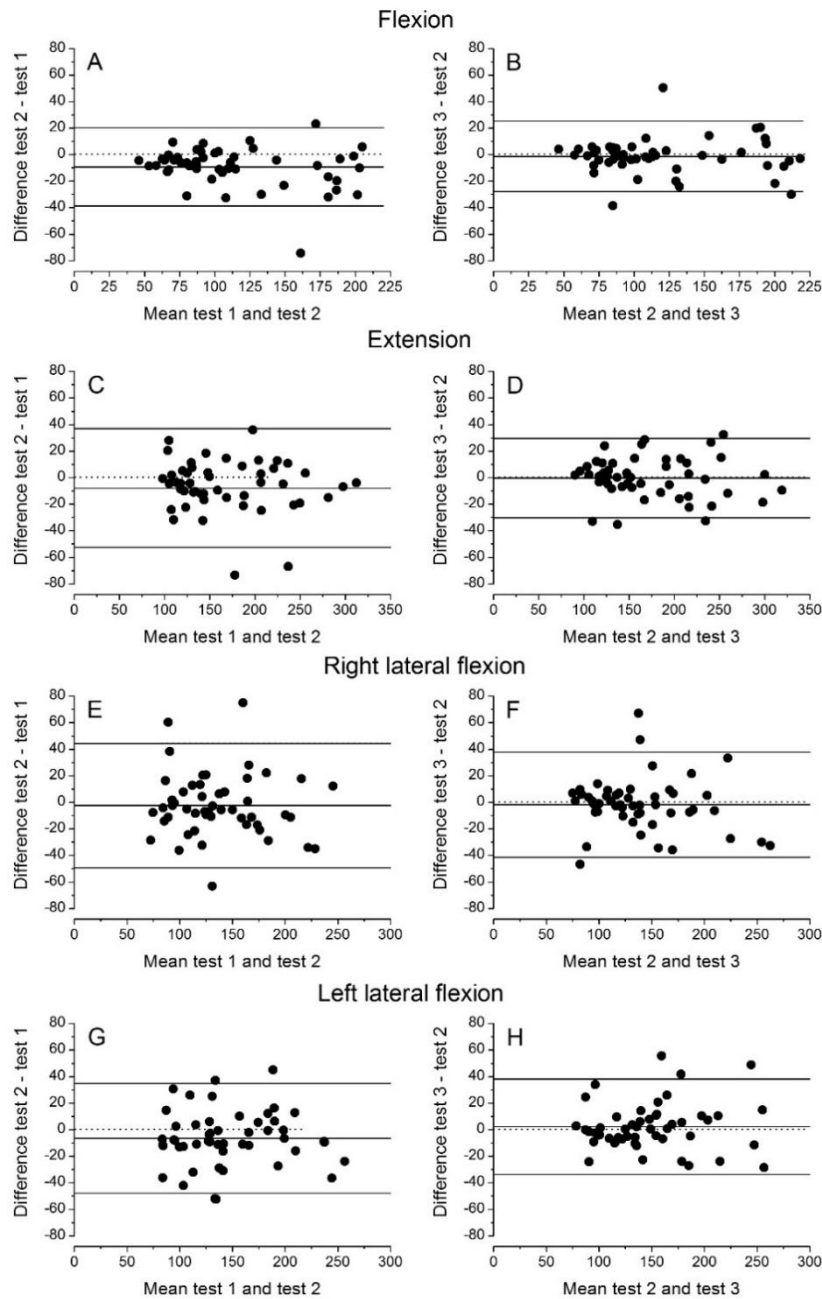 Flexion
A
Difference test 2 - test 1
80
60
40
20
0
-20
-40
-60
-80
0 25 50 75 100 125 150 175 200 225
Mean test 1 and test 2
B
Difference test 3 - test 2
80
60
40
20
0
-20
-40
-60
-80
0 25 50 75 100 125 150 175 200 225
Mean test 2 and test 3
Extension
C
Difference test 2 - test 1
80
60
40
20
0
-20
-40
-60
-80
0 50 100 150 200 250 300 350
Mean test 1 and test 2
D
Difference test 3 - test 2
80
60
40
20
0
-20
-40
-60
-80
0 50 100 150 200 250 300 350
Mean test 2 and test 3
Right lateral flexion
E
Difference test 2 - test 1
80
60
40
20
0
-20
-40
-60
-80
0 50 100 150 200 250 300
Mean test 1 and test 2
F
Difference test 3 - test 2
80
60
40
20
0
-20
-40
-60
-80
0 50 100 150 200 250 300
Mean test 2 and test 3
Left lateral flexion
G
Difference test 2 - test 1
80
60
40
20
0
-20
-40
-60
-80
0 50 100 150 200 250 300
Mean test 1 and test 2
H
Difference test 3 - test 2
80
60
40
20
0
-20
-40
-60
-80
0 50 100 150 200 250 300
Mean test 2 and test 3